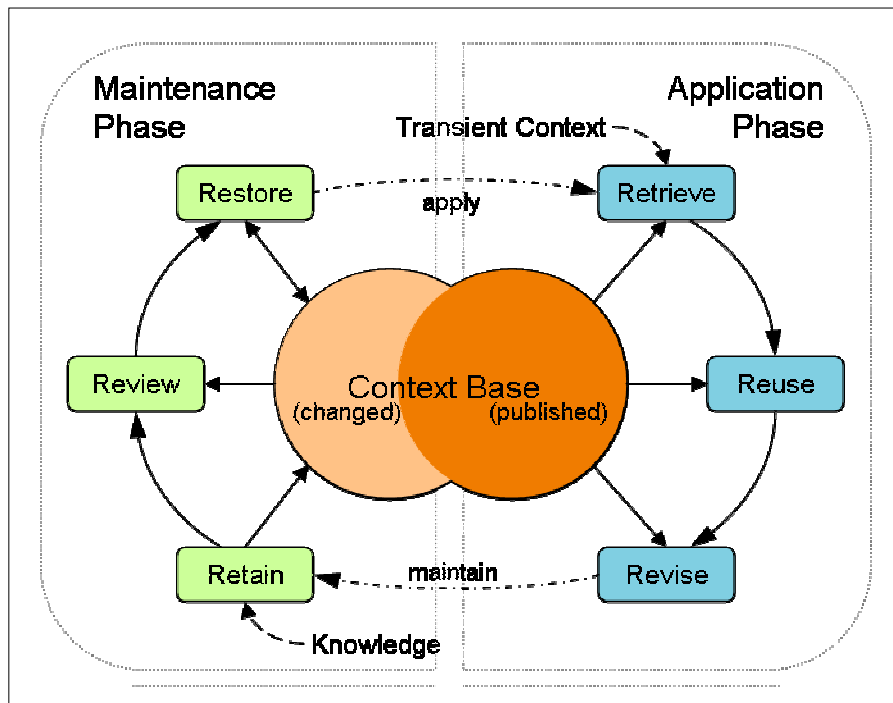 Maintenance
Phase
Application
Phase
Transient Context
Restore
apply
Retrieve
Review
Context Base
(changed)
(published)
Reuse
Retain
maintain
Revise
Knowledge